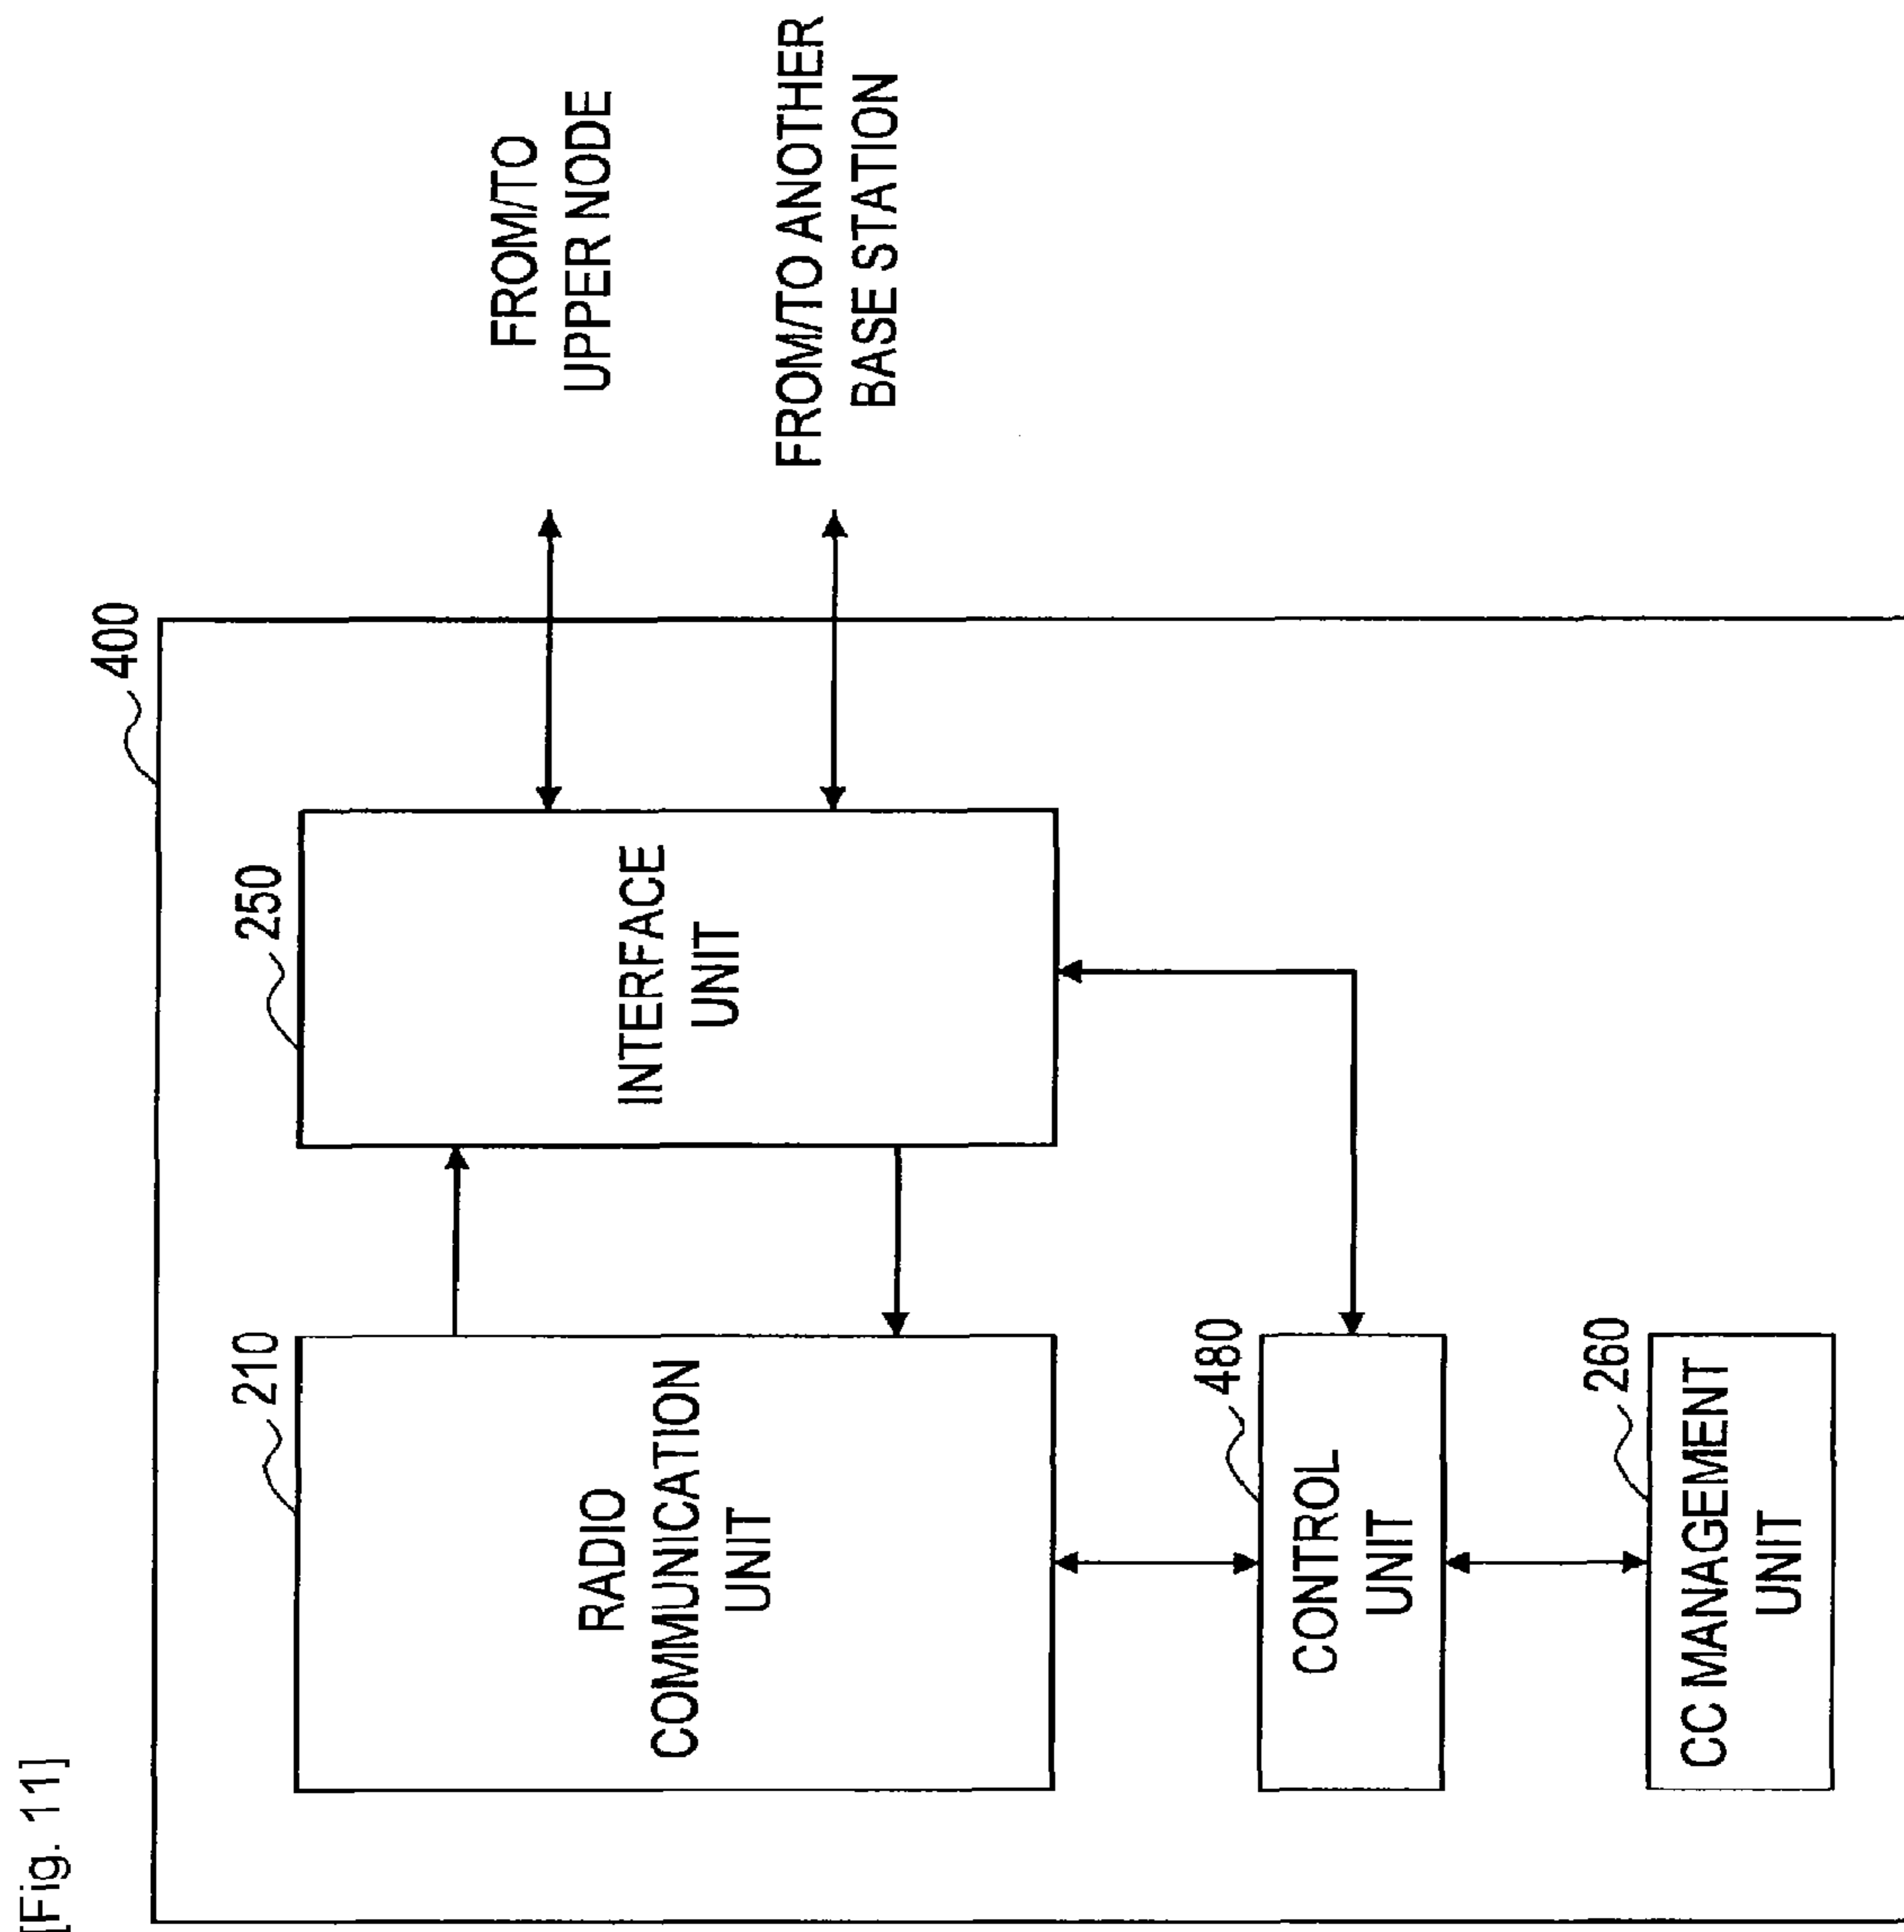 [Fig. 11]
400
210
RADIO
COMMUNICATION
UNIT
250
INTERFACE
UNIT
FROM/TO
UPPER NODE
FROM/TO ANOTHER
BASE STATION
480
CONTROL
UNIT
260
CC MANAGEMENT
UNIT